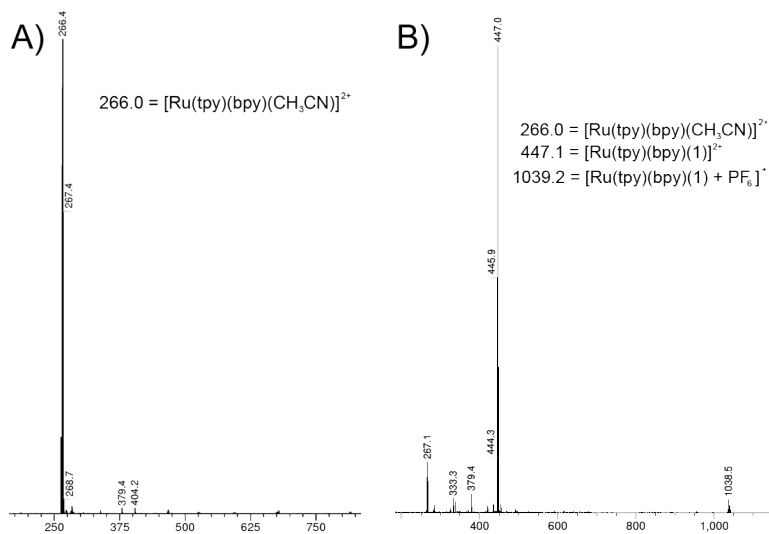 A)
266.4
266.0 = [Ru(tpy)(bpy)(CH₃CN)]²⁺
267.4
268.7
379.4
404.2
250 375 500 625 750
B)
447.0
266.0 = [Ru(tpy)(bpy)(CH₃CN)]²⁺
447.1 = [Ru(tpy)(bpy)(1)]²⁺
1039.2 = [Ru(tpy)(bpy)(1) + PF₆]⁺
445.9
444.3
267.1
333.3
379.4
1038.5
400 600 800 1,000